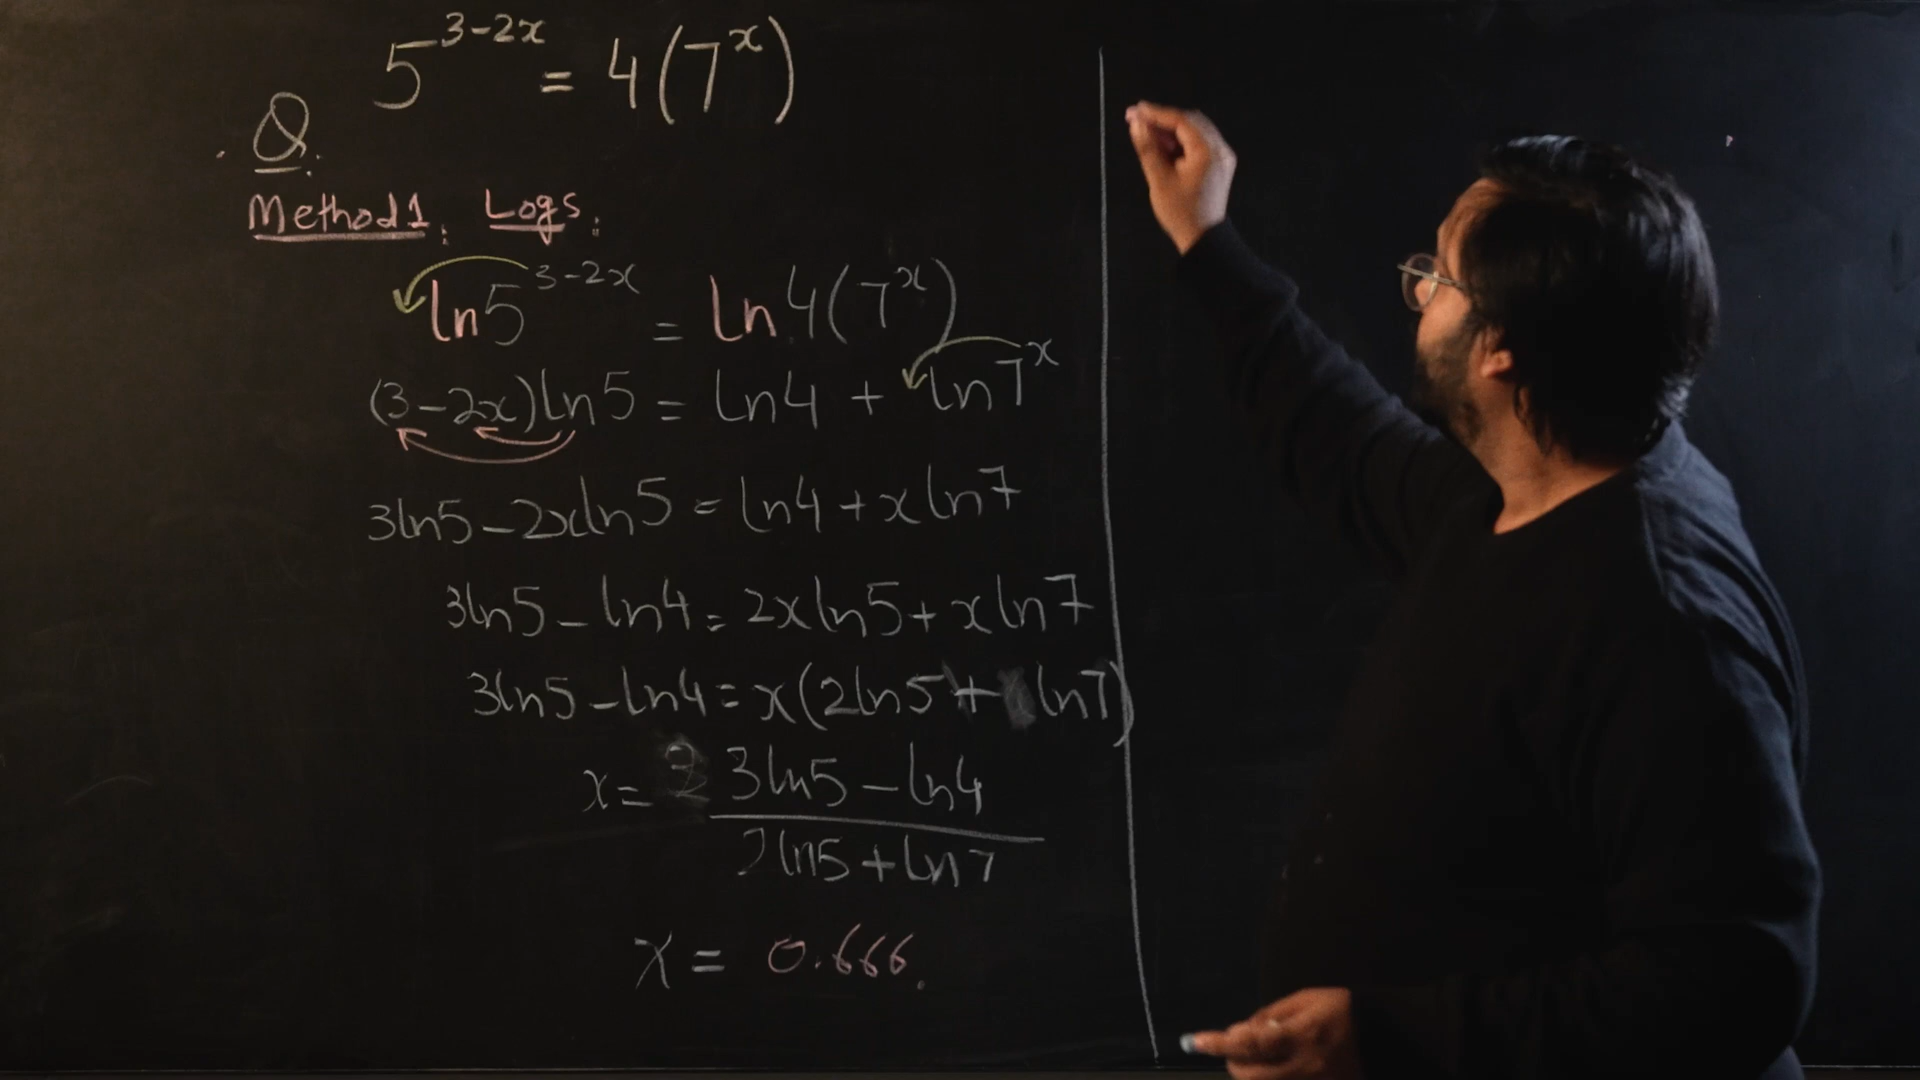 5^{3-2x} = 4(7^x)
Q.
Method 1: Logs:
ln5^{3-2x} = ln4(7^x)
(3-2x)ln5 = ln4 + ln7^x
3ln5-2xln5 = ln4+xln7
3ln5-ln4 = 2xln5+xln7
3ln5-ln4 = x(2ln5+ln7)
x = \frac{3ln5-ln4}{2ln5+ln7}
x = 0.666.